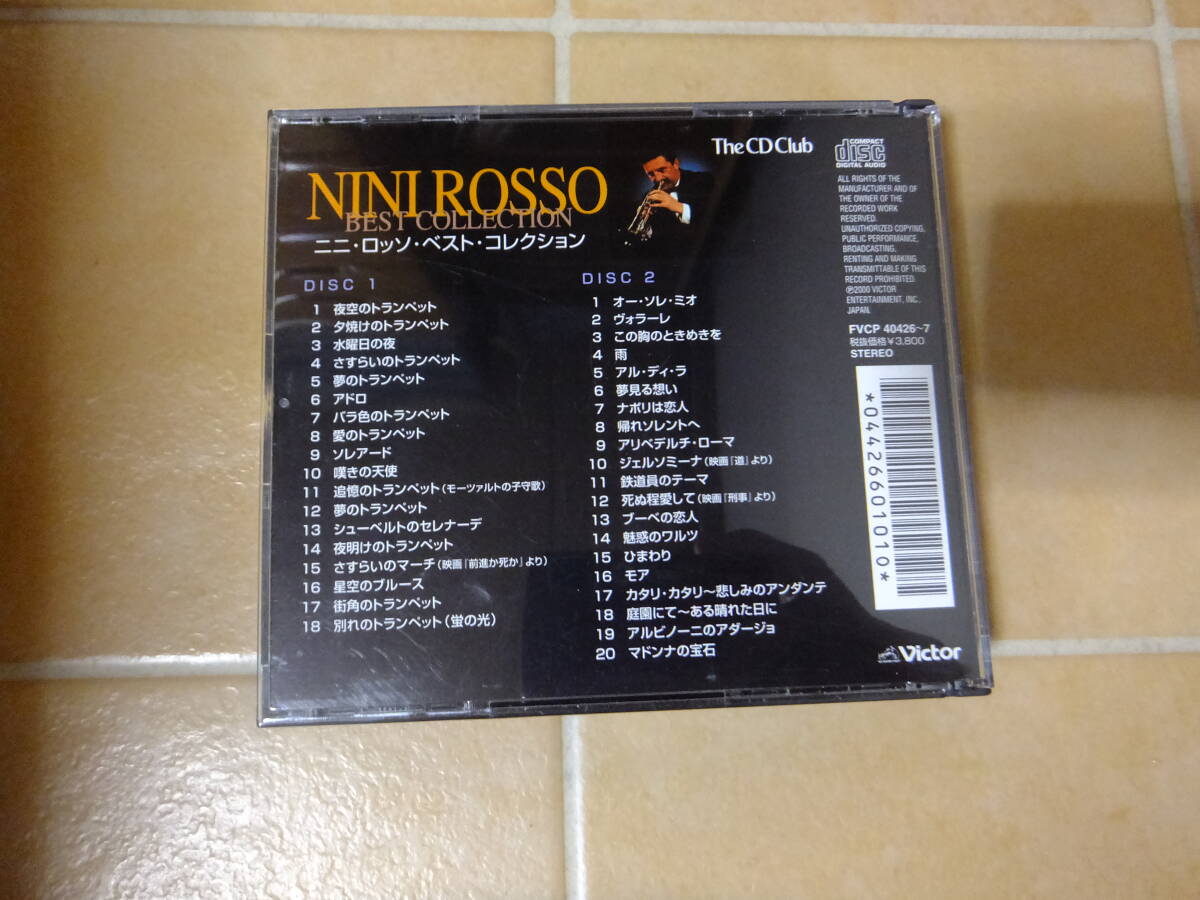 The CD Club
COMPACT
disc
DIGITAL AUDIO
NINI ROSSO
BEST COLLECTION
ニニ・ロッソ・ベスト・コレクション
DISC 1
1 夜空のトランペット
2 夕焼けのトランペット
3 水曜日の夜
4 さすらいのトランペット
5 夢のトランペット
6 アドロ
7 バラ色のトランペット
8 愛のトランペット
9 ソレアード
10 嘆きの天使
11 追憶のトランペット(モーツァルトの子守歌)
12 夢のトランペット
13 シューベルトのセレナーデ
14 夜明けのトランペット
15 さすらいのマーチ(映画『前進か死か』より)
16 星空のブルース
17 街角のトランペット
18 別れのトランペット(蛍の光)
DISC 2
1 オー・ソレ・ミオ
2 ヴォラーレ
3 この胸のときめきを
4 雨
5 アル・ディ・ラ
6 夢見る想い
7 ナポリは恋人
8 帰れソレントへ
9 アリベデルチ・ローマ
10 ジェルソミーナ(映画『道』より)
11 鉄道員のテーマ
12 死ぬ程愛して(映画『刑事』より)
13 ブーベの恋人
14 魅惑のワルツ
15 ひまわり
16 モア
17 カタリ・カタリ〜悲しみのアンダンテ
18 庭園にて〜ある晴れた日に
19 アルビノーニのアダージョ
20 マドンナの宝石
ALL RIGHTS OF THE
MANUFACTURER AND OF
THE OWNER OF THE
RECORDED WORK
RESERVED.
UNAUTHORIZED COPYING,
PUBLIC PERFORMANCE,
BROADCASTING,
RENTING AND MAKING
TRANSMITTABLE OF THIS
RECORD PROHIBITED.
℗2000 VICTOR
ENTERTAINMENT, INC.,
JAPAN.
FVCP 40426~7
税抜価格¥3,800
STEREO
*04426601010*
Victor